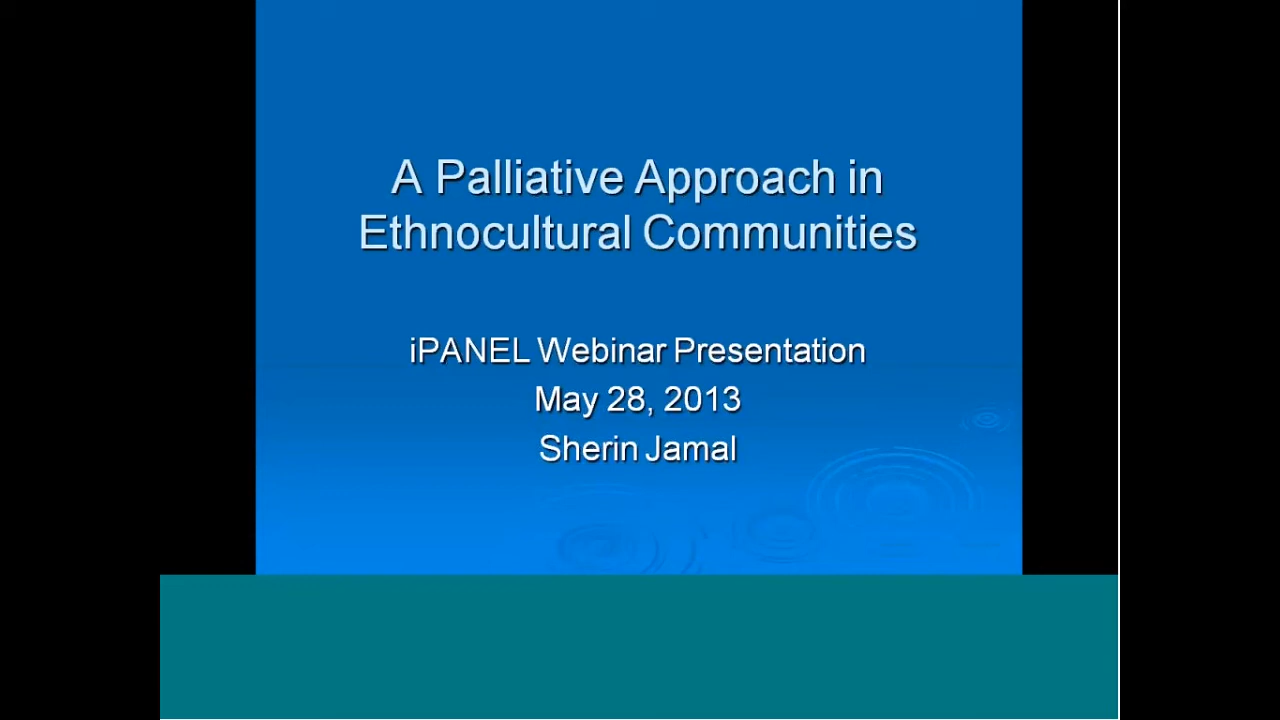 A Palliative Approach in
Ethnocultural Communities
iPANEL Webinar Presentation
May 28, 2013
Sherin Jamal